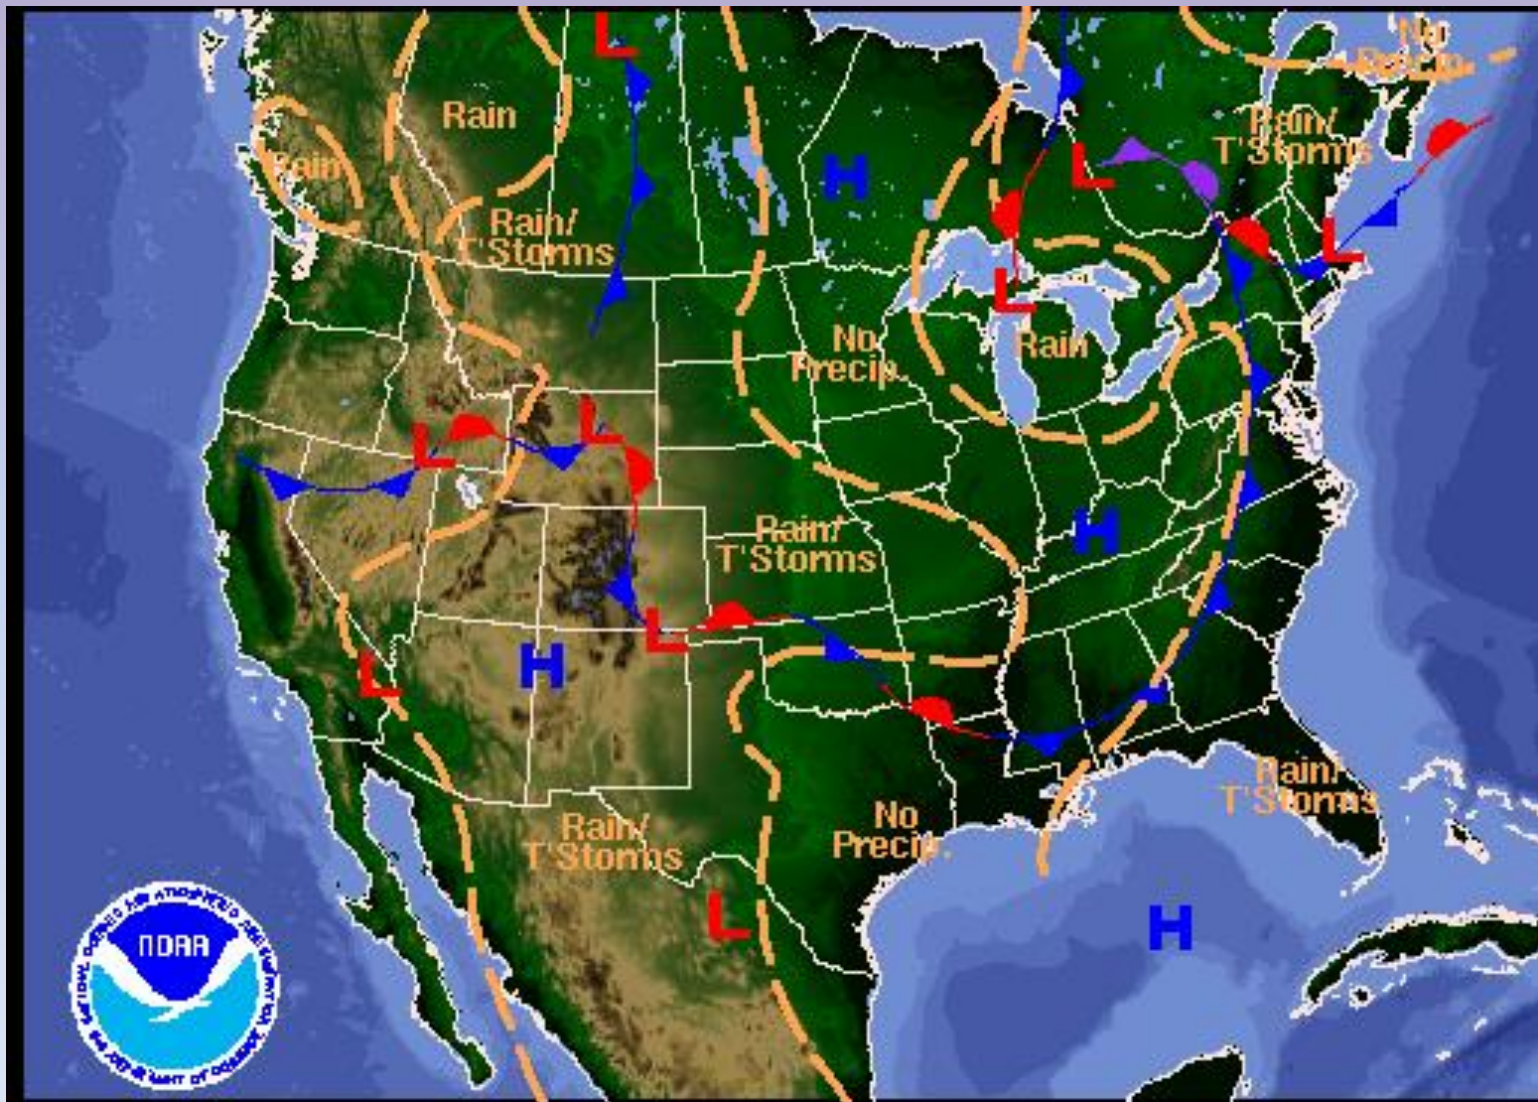 L
No
Precip.
Rain
Rain/
T'Storms
L
Rain
H
L
Rain/
T'Storms
L
L
No
Precip.
Rain
L
L
Rain/
T'Storms
H
L
H
L
Rain/
T'Storms
No
Precip.
Rain/
T'Storms
L
H
NOAA